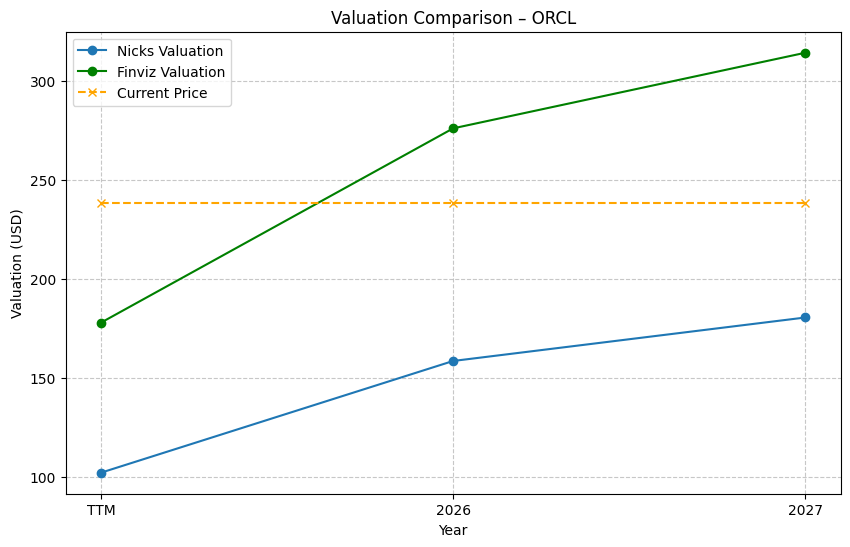 Valuation Comparison – ORCL
Nicks Valuation
Finviz Valuation
Current Price
Valuation (USD)
300
250
200
150
100
TTM
2026
2027
Year